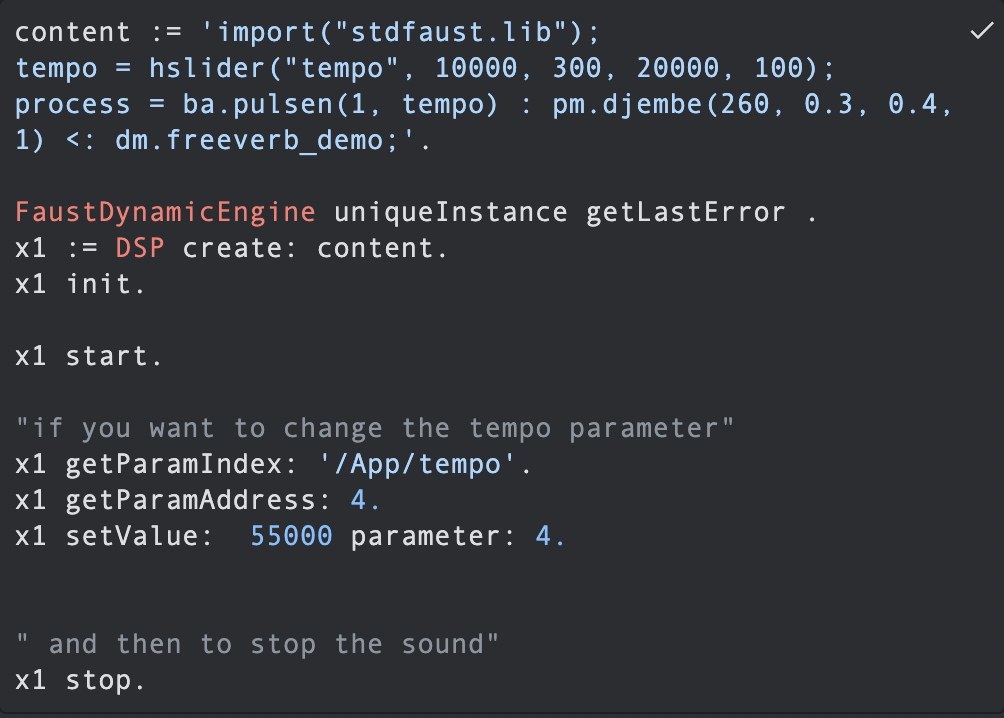 content := 'import("stdfaust.lib");
tempo = hslider("tempo", 10000, 300, 20000, 100);
process = ba.pulsen(1, tempo) : pm.djembe(260, 0.3, 0.4,
1) <: dm.freeverb_demo;'.
FaustDynamicEngine uniqueInstance getLastError .
x1 := DSP create: content.
x1 init.
x1 start.
"if you want to change the tempo parameter"
x1 getParamIndex: '/App/tempo'.
x1 getParamAddress: 4.
x1 setValue:  55000 parameter: 4.
" and then to stop the sound"
x1 stop.